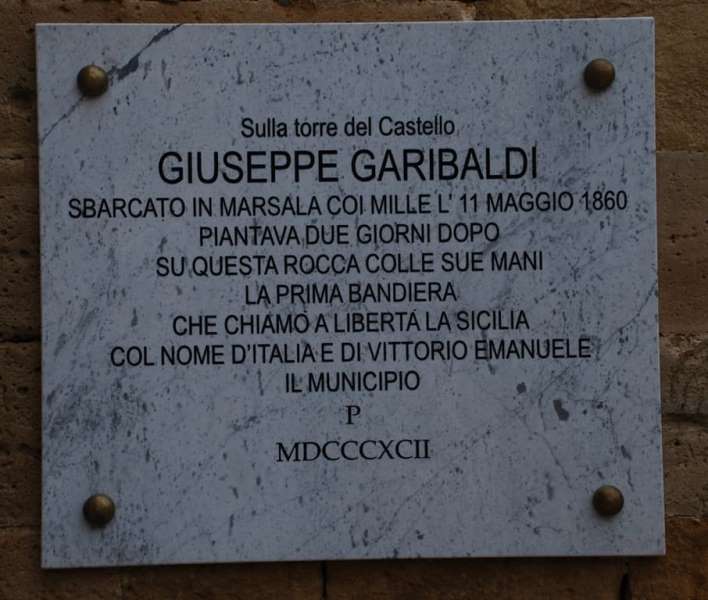 Sulla torre del Castello
GIUSEPPE GARIBALDI
SBARCATO IN MARSALA COI MILLE L' 11 MAGGIO 1860
PIANTAVA DUE GIORNI DOPO
SU QUESTA ROCCA COLLE SUE MANI
LA PRIMA BANDIERA
CHE CHIAMÒ A LIBERTÁ LA SICILIA
COL NOME D'ITALIA E DI VITTORIO EMANUELE
IL MUNICIPIO
P
MDCCCXCII